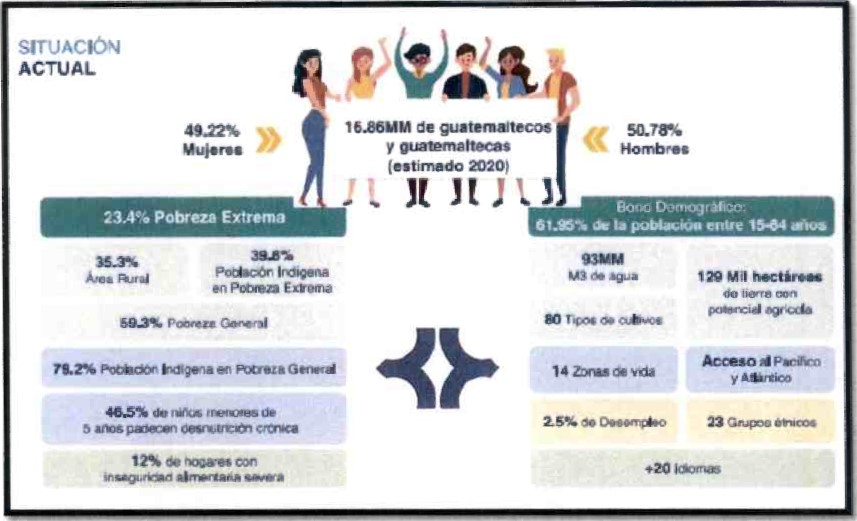 SITUACIÓN
ACTUAL
49.22%
Mujeres
16.86MM de guatemaltecos
y guatemaltecas
(estimado 2020)
50.78%
Hombres
23.4% Pobreza Extrema
35.3%
Área Rural
39.8%
Población Indígena
en Pobreza Extrema
59.3% Pobreza General
79.2% Población Indígena en Pobreza General
46.5% de niños menores de
5 años padecen desnutrición crónica
12% de hogares con
inseguridad alimentaria severa
Bono Demográfico:
61.95% de la población entre 15-64 años
93MM
M3 de agua
129 Mil hectáreas
de tierra con
potencial agrícola
80 Tipos de cultivos
14 Zonas de vida
Acceso al Pacífico
y Atlántico
2.5% de Desempleo
23 Grupos étnicos
+20 Idiomas